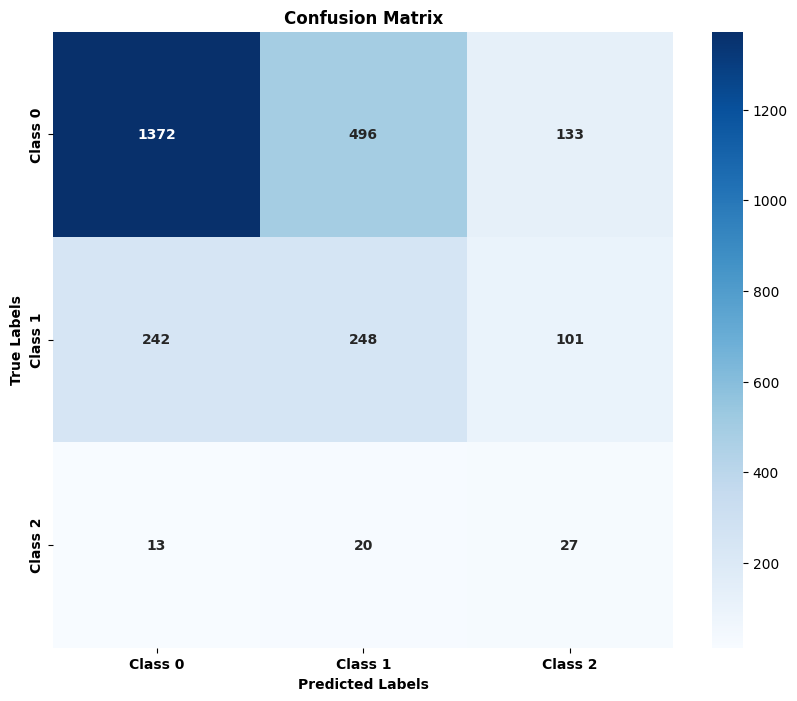 Confusion Matrix
True Labels
Class 0
1372 496 133
Class 1
242 248 101
Class 2
13 20 27
Class 0 Class 1 Class 2
Predicted Labels
1200
1000
800
600
400
200